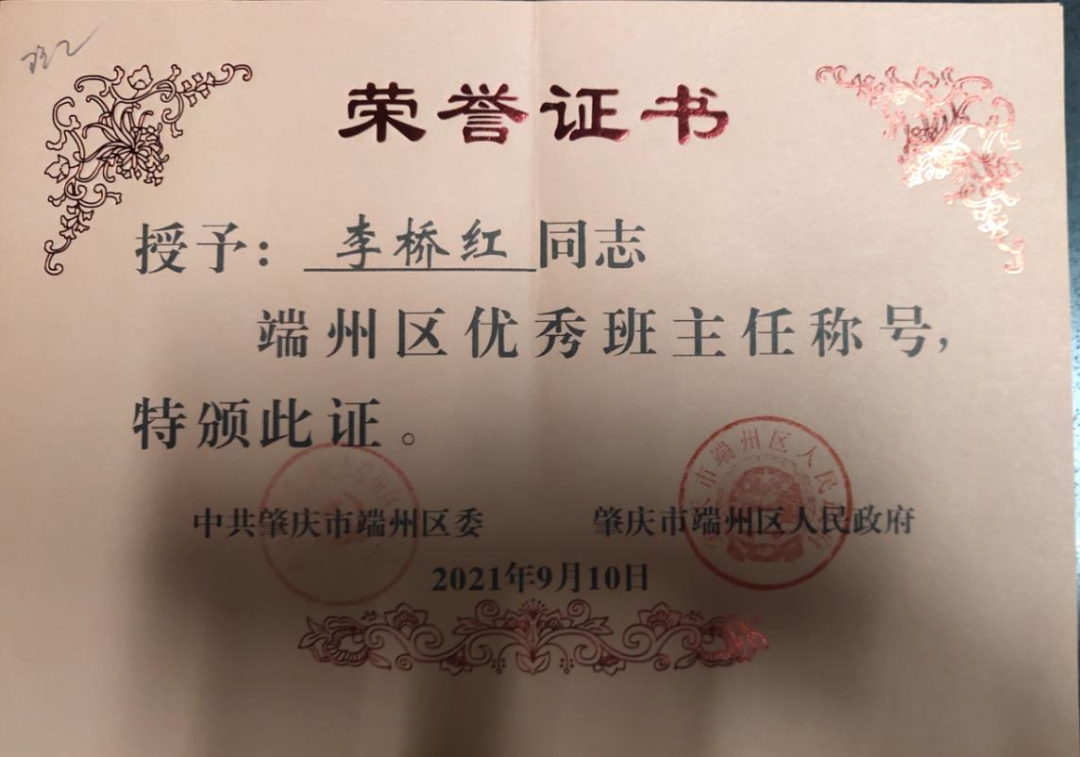 荣誉证书
授予：李桥红同志
端州区优秀班主任称号，
特颁此证。
中共肇庆市端州区委 肇庆市端州区人民政府
2021年9月10日